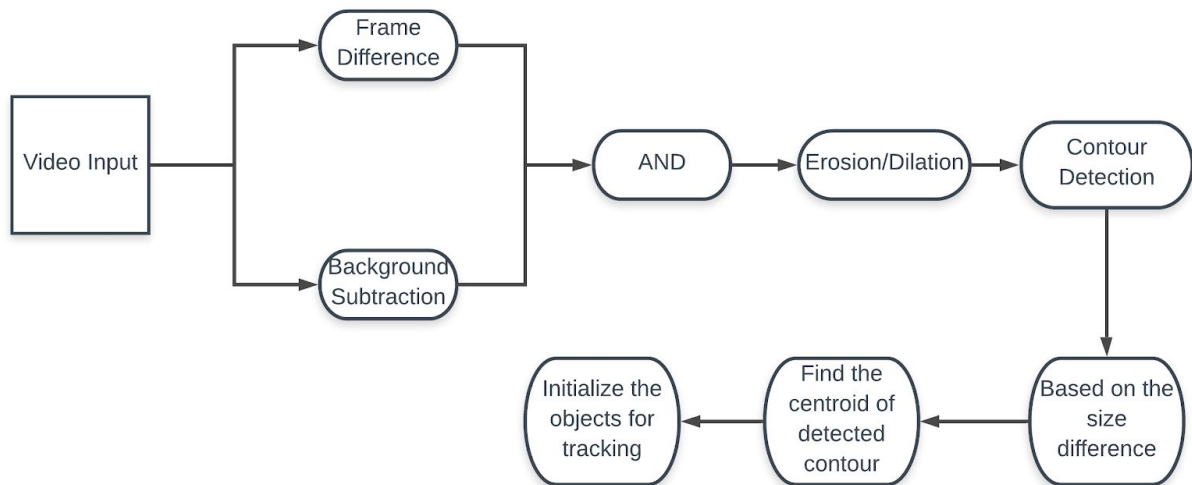 Frame
Difference
Video Input
Background
Subtraction
AND
Erosion/Dilation
Contour
Detection
Based on the
size
difference
Find the
centroid of
detected
contour
Initialize the
objects for
tracking